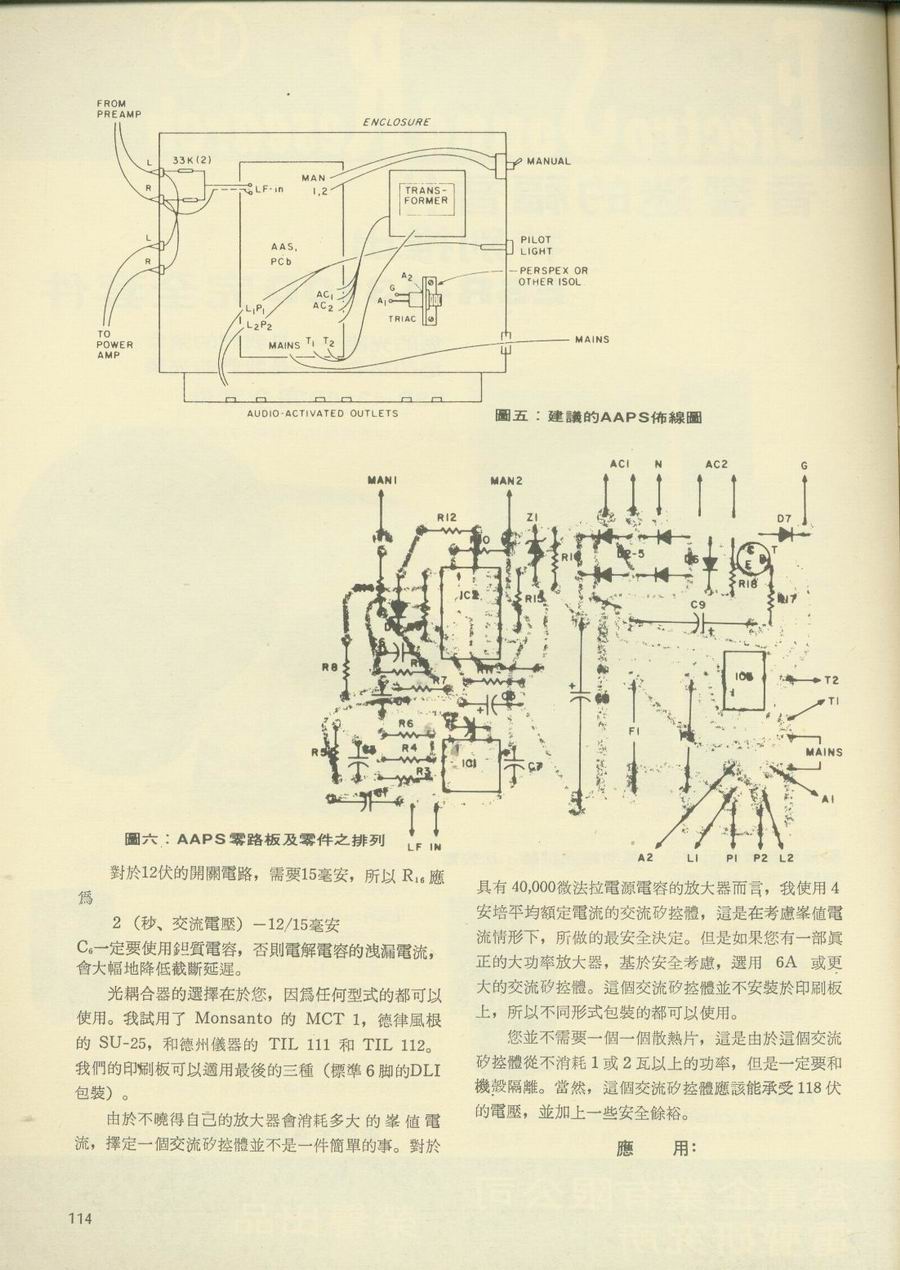 FROM
PREAMP
ENCLOSURE
L
33K(2)
R
LF-in
MAN
1,2
TRANS-
FORMER
MANUAL
L
R
AAS,
PCb
PILOT
LIGHT
PERSPEX OR
OTHER ISOL.
A2
G
A1
TRIAC
AC1
AC2
L1P1
L2P2
MAINS T1 T2
MAINS
TO
POWER
AMP
AUDIO-ACTIVATED OUTLETS
圖五：建議的AAPS佈線圖
MAN1
MAN2
AC1
N
AC2
G
R12
Z1
D7
D2-5
T
C
E
B
R18
IC2
R15
C9
R8
R7
T2
T1
R6
F1
MAINS
R4
IC1
R3
A1
LF IN
A2
L1
P1
P2
L2
圖六：AAPS零路板及零件之排列
對於12伏的開關電路，需要15毫安，所以 R₁₆ 應
爲
2 （秒、交流電壓）－12/15毫安
C₆一定要使用鉭質電容，否則電解電容的洩漏電流，
會大幅地降低截斷延遲。
光耦合器的選擇在於您，因爲任何型式的都可以
使用。我試用了 Monsanto 的 MCT 1，德律風根
的 SU-25，和德州儀器的 TIL 111 和 TIL 112。
我們的印刷板可以適用最後的三種（標準 6 脚的DLI
包裝）。
由於不曉得自己的放大器會消耗多大的峯值電
流，擇定一個交流矽控體並不是一件簡單的事。對於
具有 40,000微法拉電源電容的放大器而言，我使用 4
安培平均額定電流的交流矽控體，這是在考慮峯值電
流情形下，所做的最安全決定。但是如果您有一部眞
正的大功率放大器，基於安全考慮，選用 6A 或更
大的交流矽控體。這個交流矽控體並不安裝於印刷板
上，所以不同形式包裝的都可以使用。
您並不需要一個一個散熱片，這是由於這個交流
矽控體從不消耗 1 或 2 瓦以上的功率，但是一定要和
機殼隔離。當然，這個交流矽控體應該能承受 118 伏
的電壓，並加上一些安全餘裕。
應 用：
114